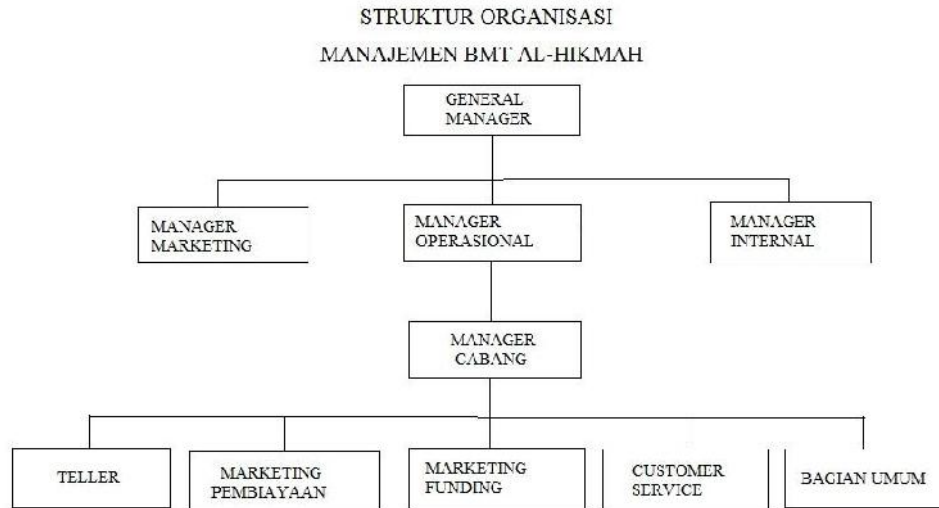 STRUKTUR ORGANISASI
MANAJEMEN BMT AL-HIKMAH
GENERAL
MANAGER
MANAGER
MARKETING
MANAGER
OPERASIONAL
MANAGER
INTERNAL
MANAGER
CABANG
TELLER
MARKETING
PEMBIAYAAN
MARKETING
FUNDING
CUSTOMER
SERVICE
BAGIAN UMUM